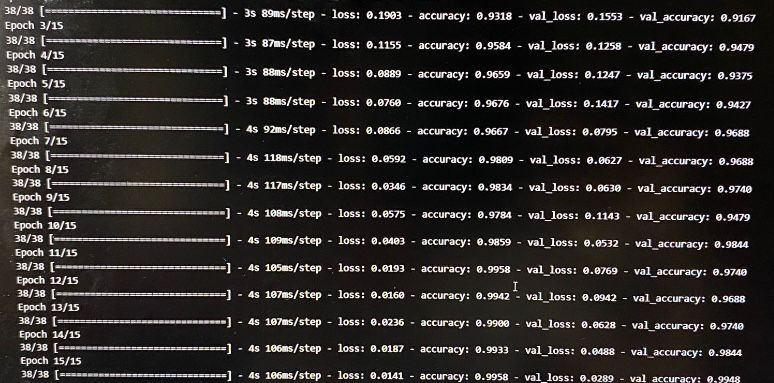 38/38 [==============================] - 3s 89ms/step - loss: 0.1903 - accuracy: 0.9318 - val_loss: 0.1553 - val_accuracy: 0.9167
Epoch 3/15
38/38 [==============================] - 3s 87ms/step - loss: 0.1155 - accuracy: 0.9584 - val_loss: 0.1258 - val_accuracy: 0.9479
Epoch 4/15
38/38 [==============================] - 3s 88ms/step - loss: 0.0889 - accuracy: 0.9659 - val_loss: 0.1247 - val_accuracy: 0.9375
Epoch 5/15
38/38 [==============================] - 3s 88ms/step - loss: 0.0760 - accuracy: 0.9676 - val_loss: 0.1417 - val_accuracy: 0.9427
Epoch 6/15
38/38 [==============================] - 4s 92ms/step - loss: 0.0866 - accuracy: 0.9667 - val_loss: 0.0795 - val_accuracy: 0.9688
Epoch 7/15
38/38 [==============================] - 4s 118ms/step - loss: 0.0592 - accuracy: 0.9809 - val_loss: 0.0627 - val_accuracy: 0.9688
Epoch 8/15
38/38 [==============================] - 4s 117ms/step - loss: 0.0346 - accuracy: 0.9834 - val_loss: 0.0630 - val_accuracy: 0.9740
Epoch 9/15
38/38 [==============================] - 4s 108ms/step - loss: 0.0575 - accuracy: 0.9784 - val_loss: 0.1143 - val_accuracy: 0.9479
Epoch 10/15
38/38 [==============================] - 4s 109ms/step - loss: 0.0403 - accuracy: 0.9859 - val_loss: 0.0532 - val_accuracy: 0.9844
Epoch 11/15
38/38 [==============================] - 4s 105ms/step - loss: 0.0193 - accuracy: 0.9958 - val_loss: 0.0769 - val_accuracy: 0.9740
Epoch 12/15
38/38 [==============================] - 4s 107ms/step - loss: 0.0160 - accuracy: 0.9942 - val_loss: 0.0942 - val_accuracy: 0.9688
Epoch 13/15
38/38 [==============================] - 4s 107ms/step - loss: 0.0236 - accuracy: 0.9900 - val_loss: 0.0628 - val_accuracy: 0.9740
Epoch 14/15
38/38 [==============================] - 4s 106ms/step - loss: 0.0187 - accuracy: 0.9933 - val_loss: 0.0488 - val_accuracy: 0.9844
Epoch 15/15
38/38 [==============================] - 4s 106ms/step - loss: 0.0141 - accuracy: 0.9958 - val_loss: 0.0289 - val_accuracy: 0.9948